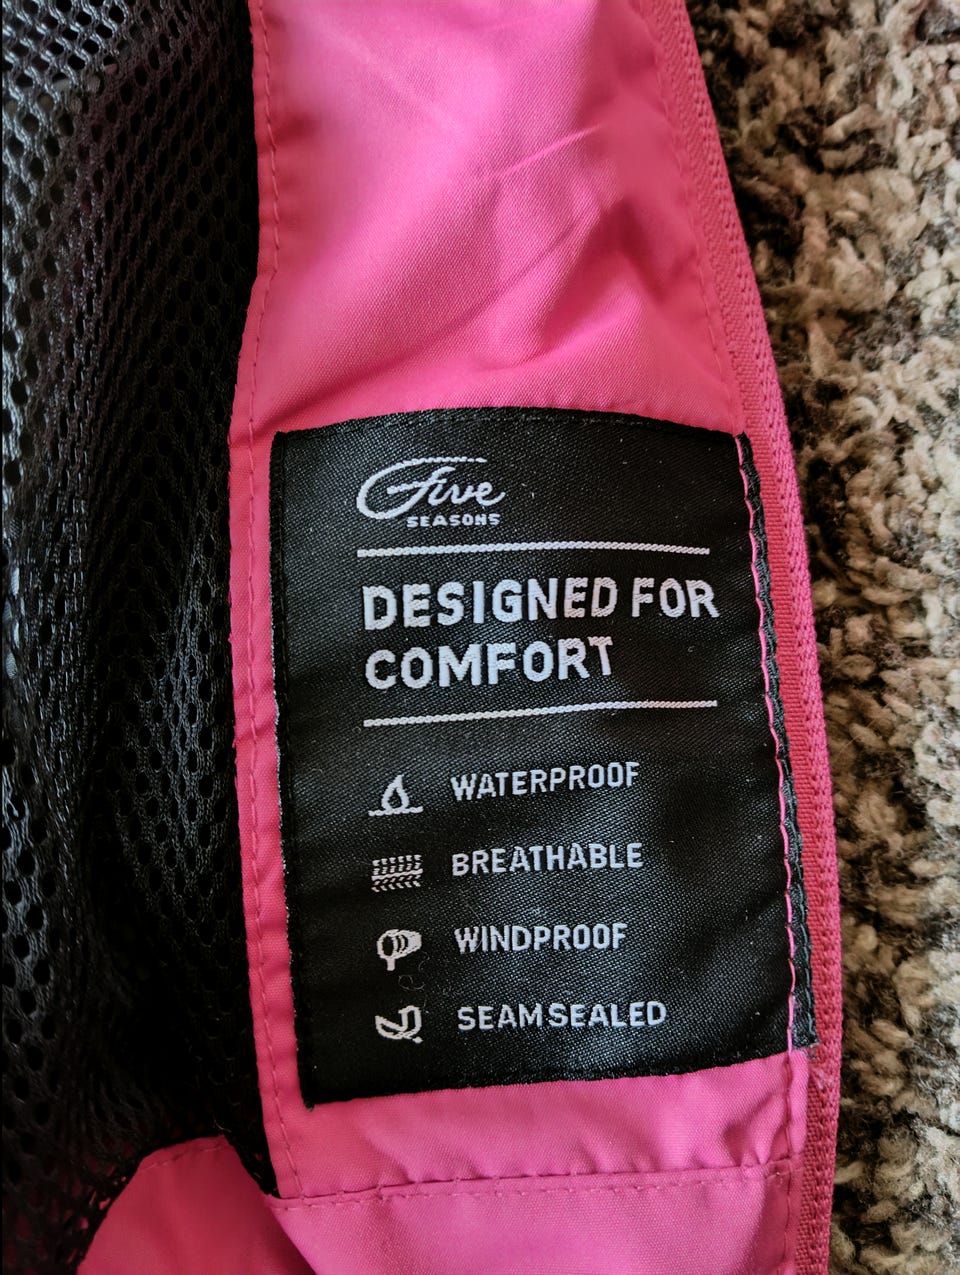 Five
SEASONS
DESIGNED FOR
COMFORT
WATERPROOF
BREATHABLE
WINDPROOF
SEAMSEALED